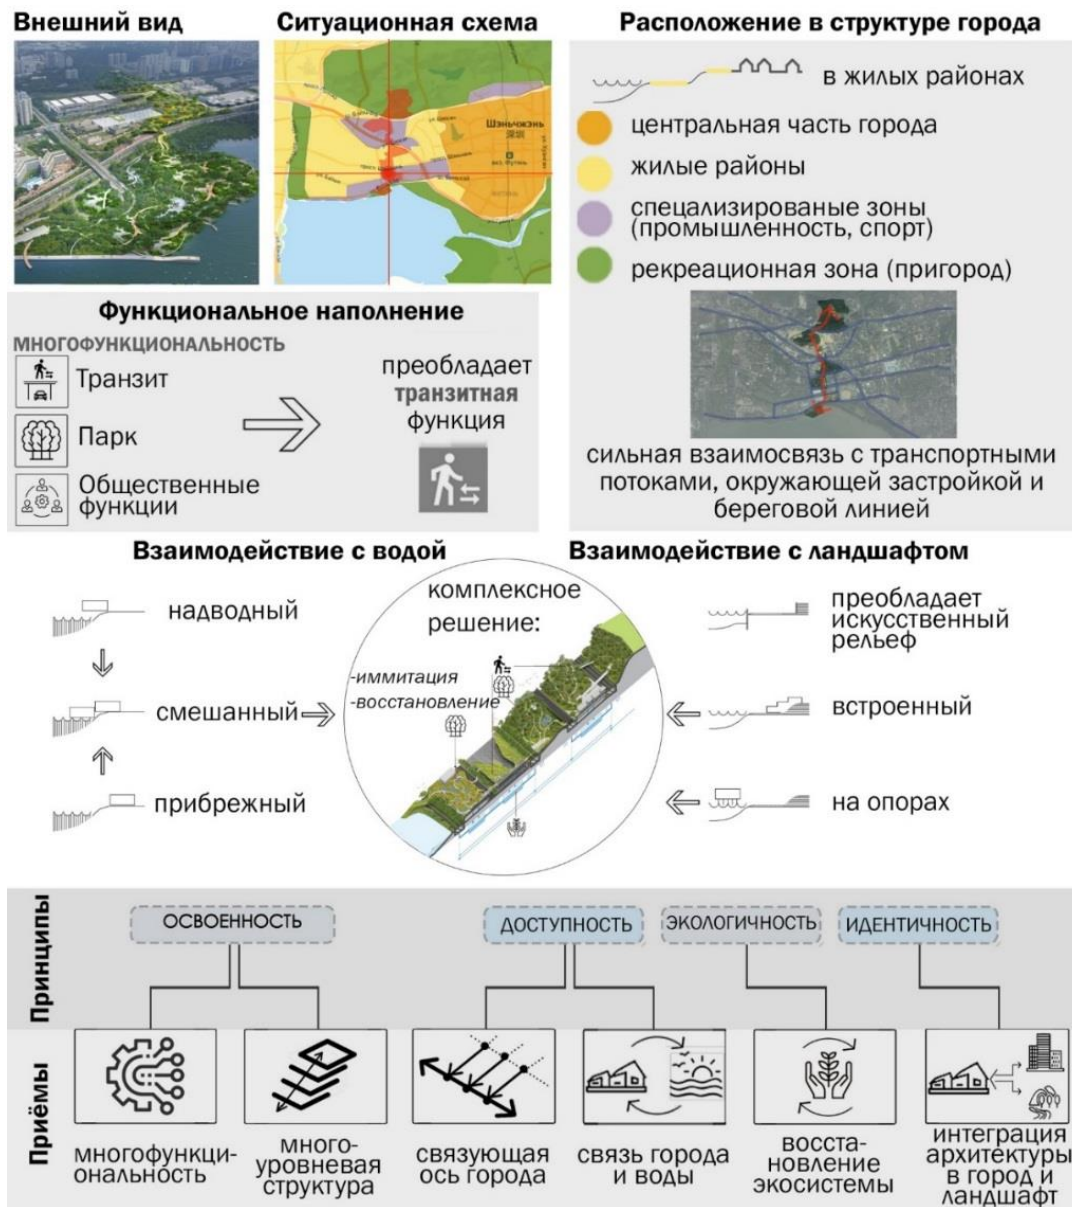 Внешний вид
Ситуационная схема
Расположение в структуре города
Шэньчжэнь
в жилых районах
центральная часть города
жилые районы
спецализированые зоны
(промышленность, спорт)
рекреационная зона (пригород)
сильная взаимосвязь с транспортными
потоками, окружающей застройкой и
береговой линией
Функциональное наполнение
МНОГОФУНКЦИОНАЛЬНОСТЬ
Транзит
Парк
Общественные
функции
преобладает
транзитная
функция
Взаимодействие с водой
Взаимодействие с ландшафтом
надводный
смешанный
прибрежный
комплексное
решение:
-иммитация
-восстановление
преобладает
искусственный
рельеф
встроенный
на опорах
Принципы
ОСВОЕННОСТЬ
ДОСТУПНОСТЬ
ЭКОЛОГИЧНОСТЬ
ИДЕНТИЧНОСТЬ
Приёмы
многофункци-
ональность
много-
уровневая
структура
связующая
ось города
связь города
и воды
восста-
новление
экосистемы
интеграция
архитектуры
в город и
ландшафт